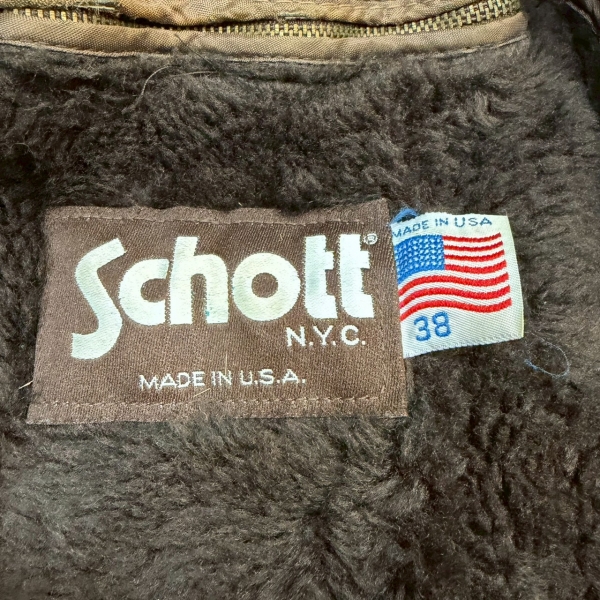 Schott®
N.Y.C.
MADE IN U.S.A.
MADE IN USA
38